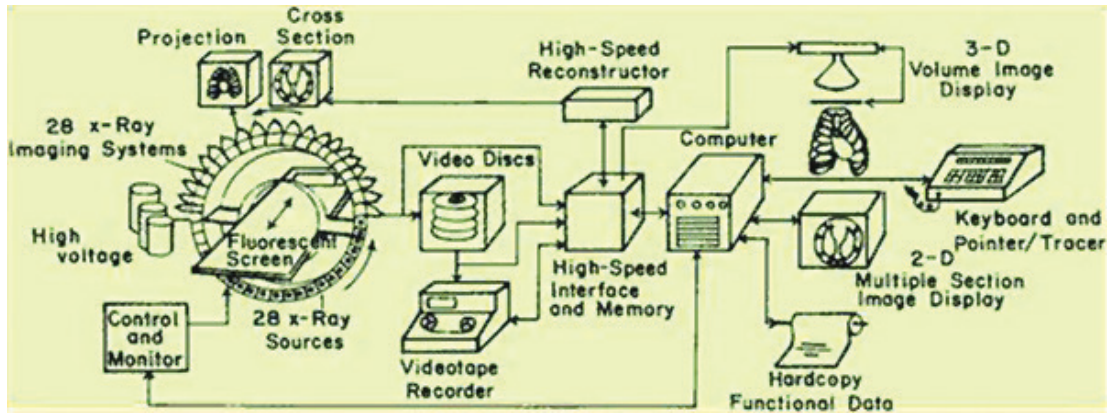 Projection
Cross
Section
High-Speed
Reconstructor
3-D
Volume Image
Display
28 x-Ray
Imaging Systems
Video Discs
Computer
High
voltage
Fluorescent
Screen
Keyboard and
Pointer/Tracer
High-Speed
Interface
and Memory
2-D
Multiple Section
Image Display
28 x-Ray
Sources
Control
and
Monitor
Videotape
Recorder
Hardcopy
Functional Data